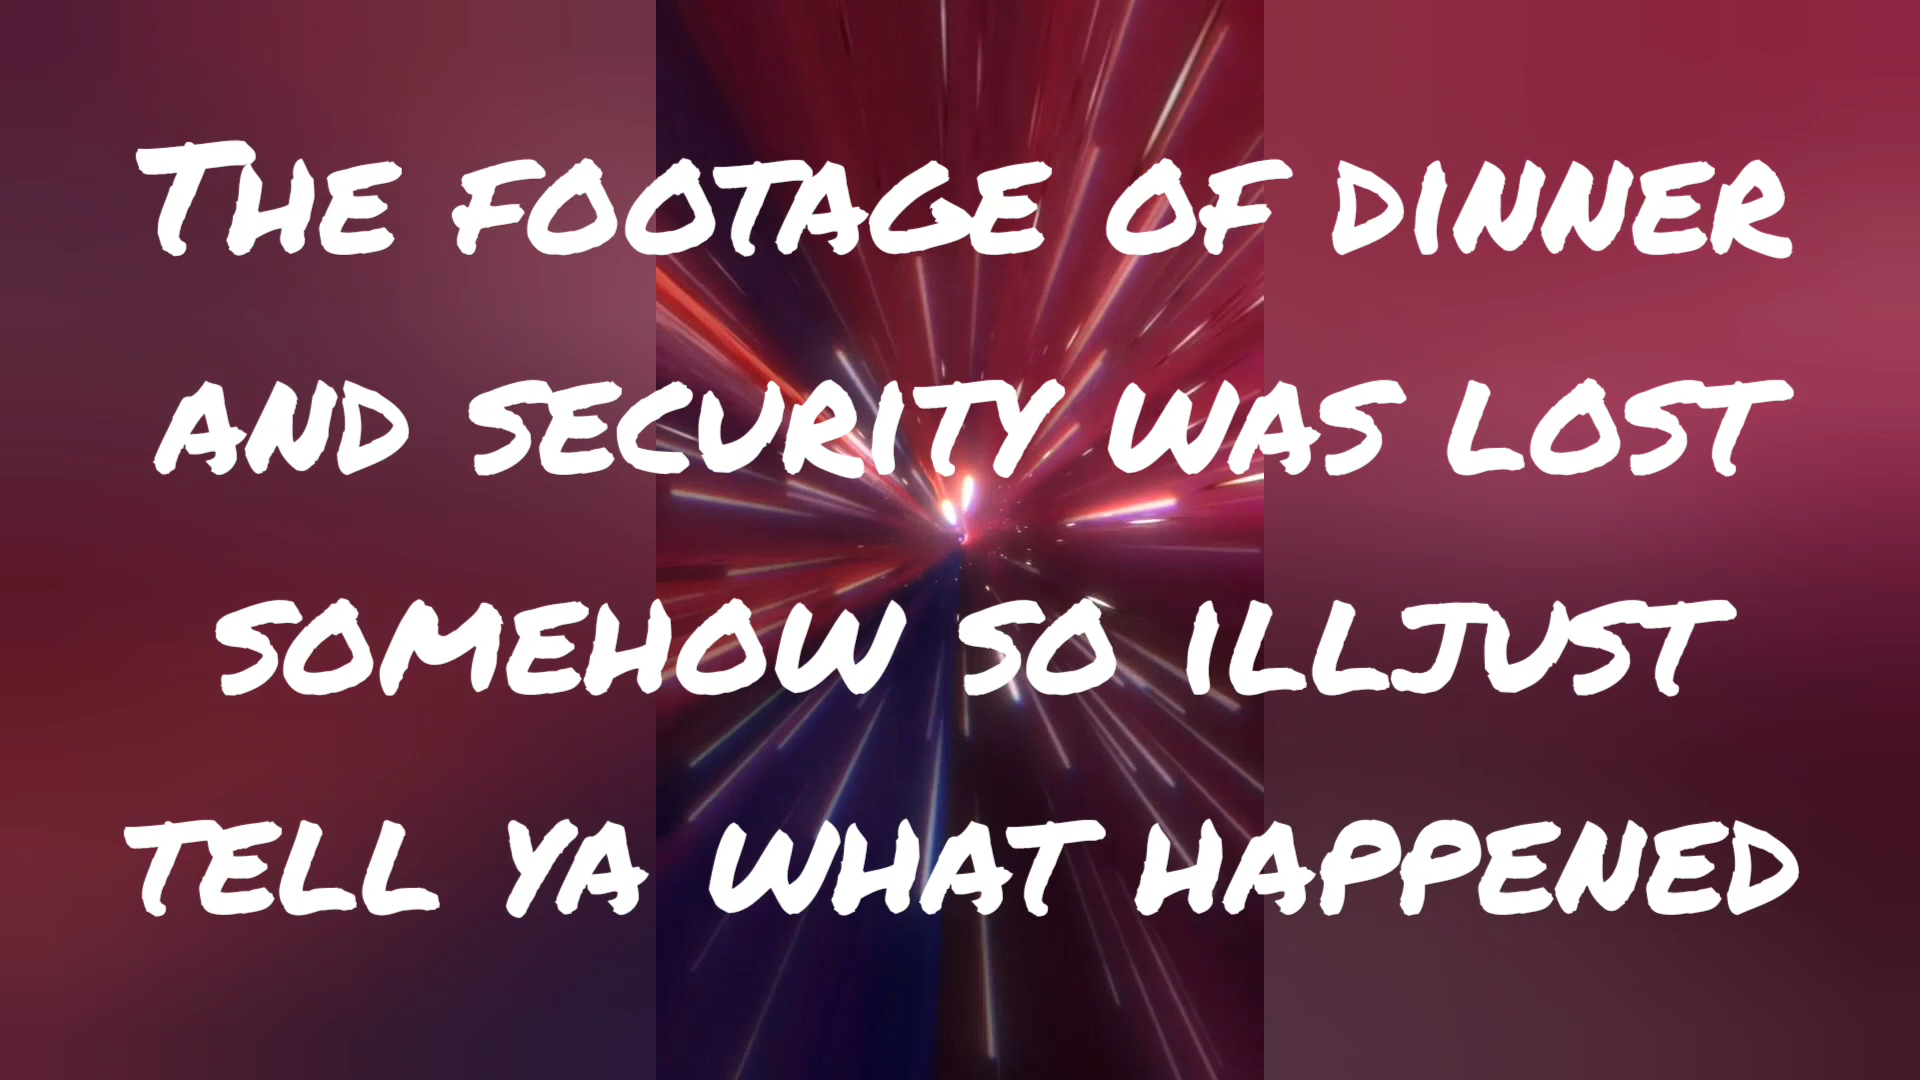 The footage of dinner
and security was lost
somehow so illjust
tell ya what happened